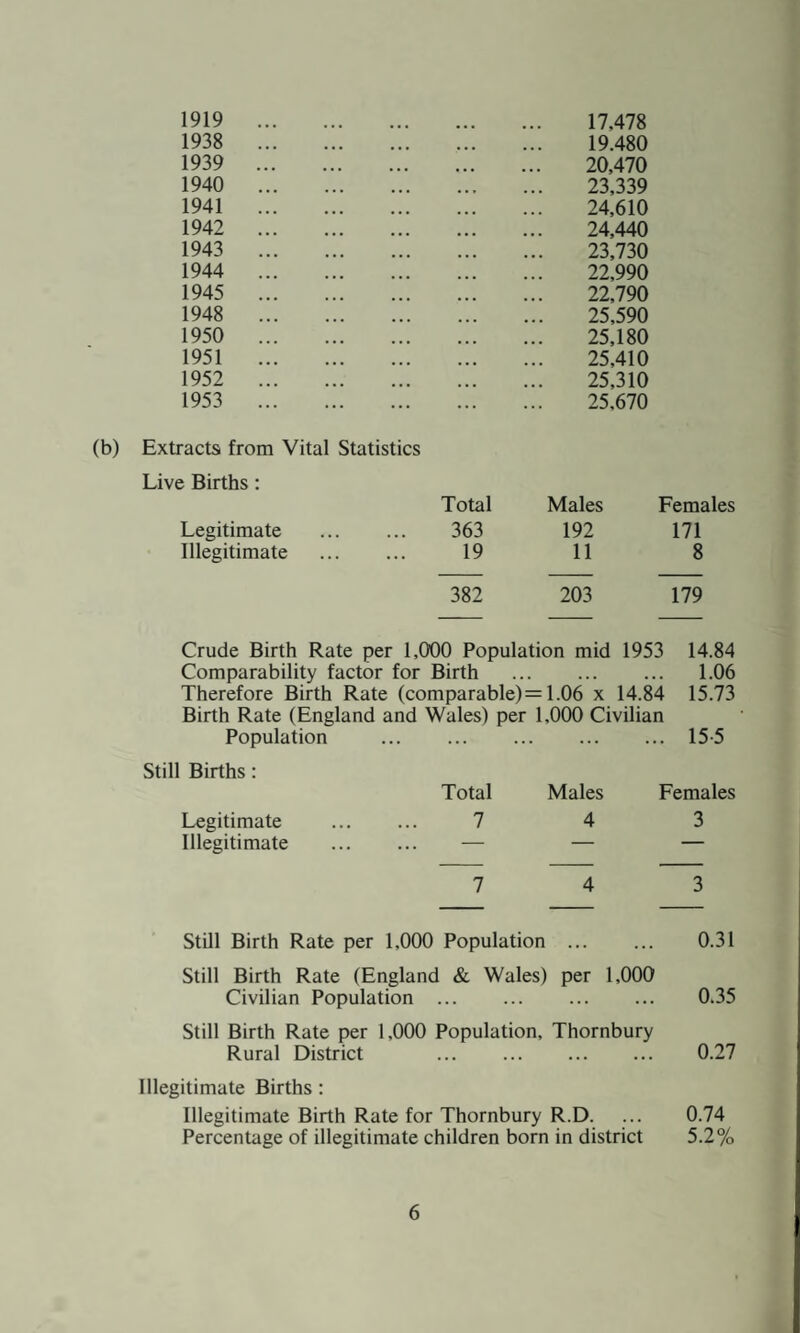 1919 ... ... ... ... ... 17,478
1938 ... ... ... ... ... 19.480
1939 ... ... ... ... ... 20,470
1940 ... ... ... ... ... 23,339
1941 ... ... ... ... ... 24,610
1942 ... ... ... ... ... 24,440
1943 ... ... ... ... ... 23,730
1944 ... ... ... ... ... 22,990
1945 ... ... ... ... ... 22,790
1948 ... ... ... ... ... 25,590
1950 ... ... ... ... ... 25,180
1951 ... ... ... ... ... 25,410
1952 ... ... ... ... ... 25,310
1953 ... ... ... ... ... 25,670
(b) Extracts from Vital Statistics
Live Births :
Total Males Females
Legitimate ... ... 363 192 171
Illegitimate ... ... 19 11 8
382 203 179
Crude Birth Rate per 1,000 Population mid 1953 14.84
Comparability factor for Birth ... ... ... 1.06
Therefore Birth Rate (comparable)=1.06 x 14.84 15.73
Birth Rate (England and Wales) per 1,000 Civilian
Population ... ... ... ... ... 15·5
Still Births :
Total Males Females
Legitimate ... ... 7 4 3
Illegitimate ... ... — — —
7 4 3
Still Birth Rate per 1,000 Population ... ... 0.31
Still Birth Rate (England & Wales) per 1,000
Civilian Population ... ... ... ... 0.35
Still Birth Rate per 1,000 Population, Thornbury
Rural District ... ... ... ... 0.27
Illegitimate Births :
Illegitimate Birth Rate for Thornbury R.D. ... 0.74
Percentage of illegitimate children born in district 5.2%
6